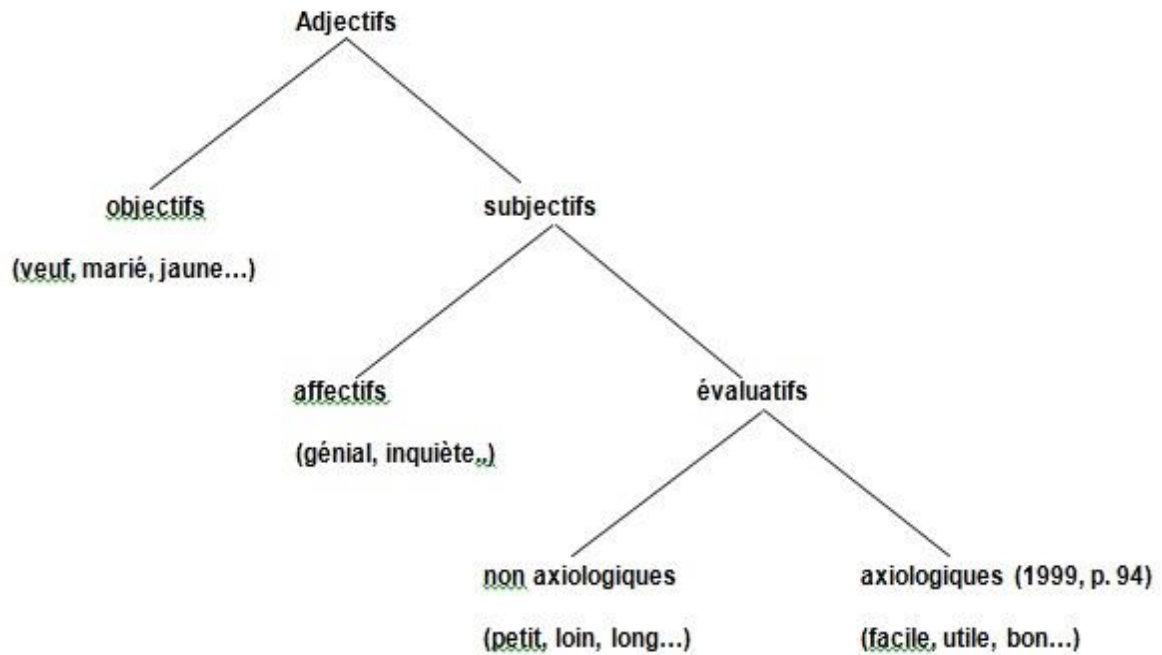 Adjectifs
objectifs
subjectifs
(veuf, marié, jaune...)
affectifs
évaluatifs
(génial, inquiète,,)
non axiologiques
axiologiques (1999, p. 94)
(petit, loin, long...)
(facile, utile, bon...)